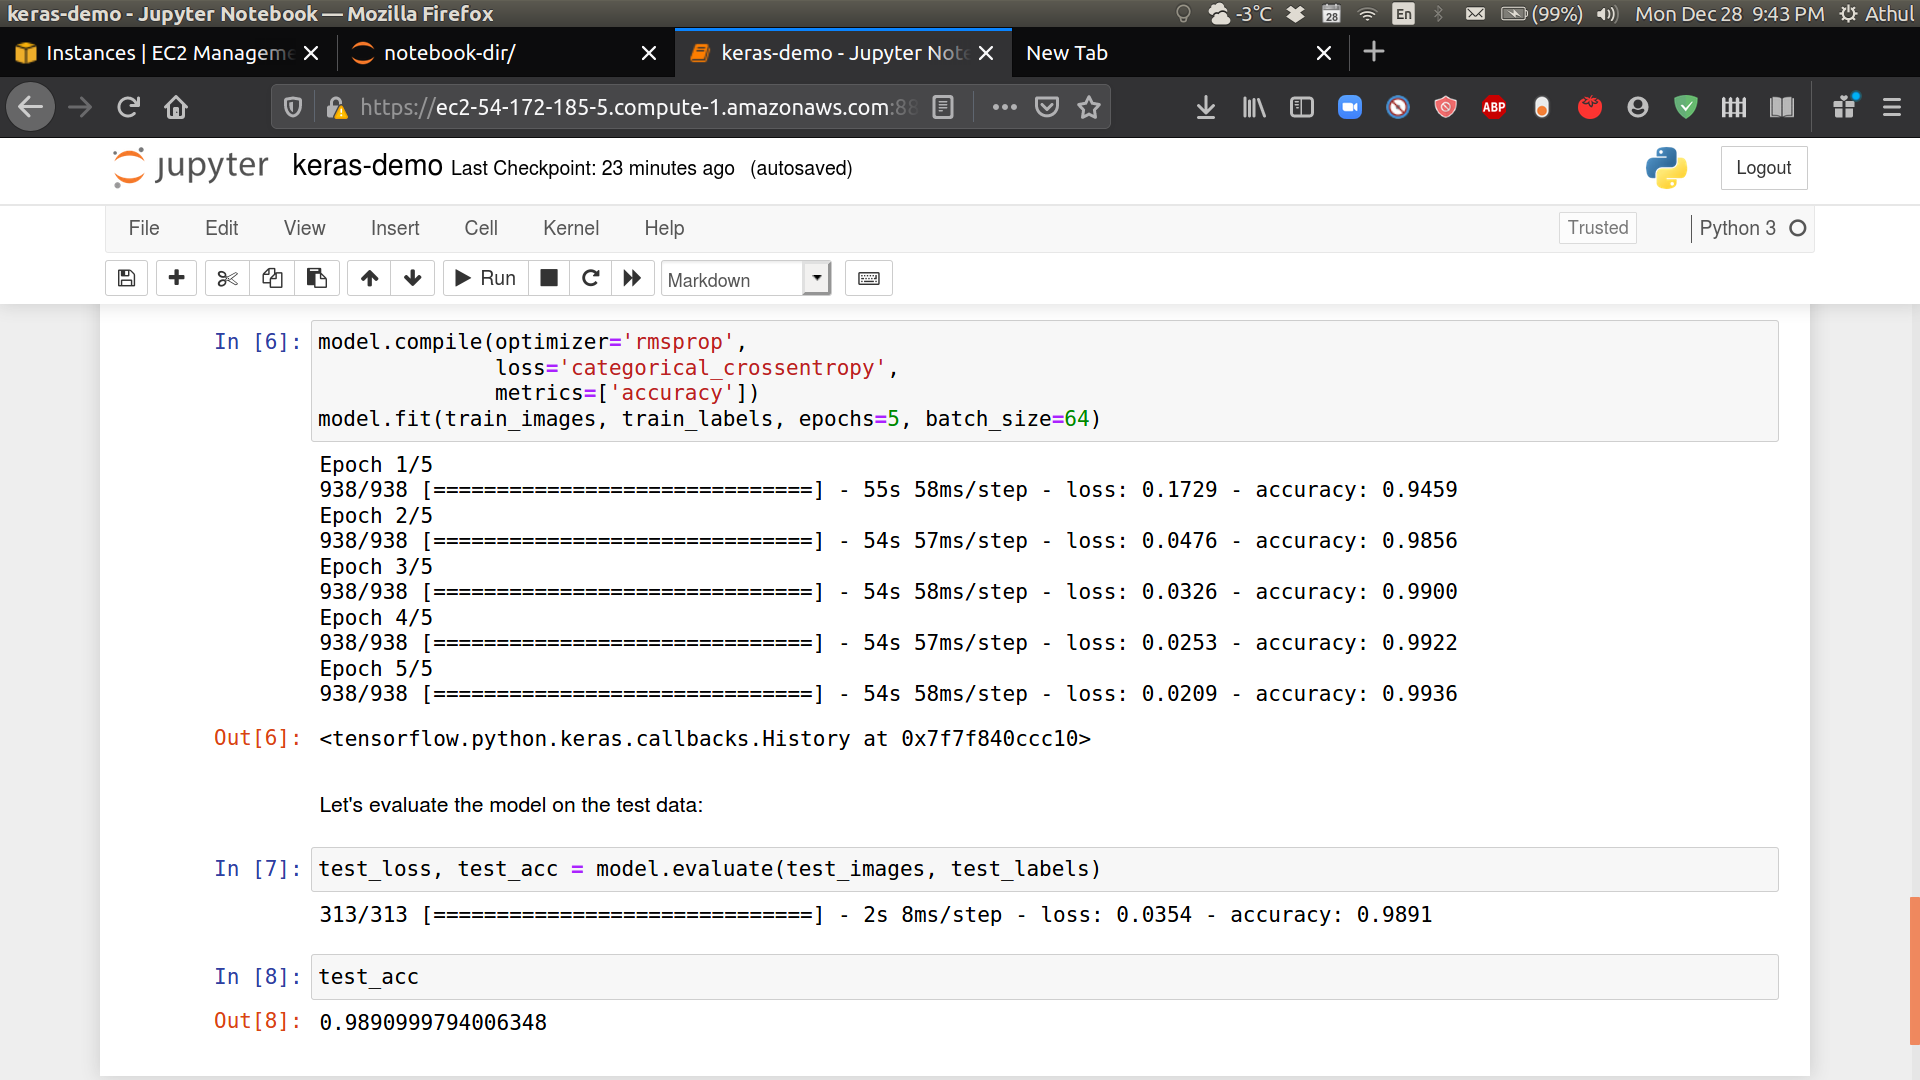 keras-demo - Jupyter Notebook — Mozilla Firefox
-3°C
28
En
(99%)
Mon Dec 28 9:43 PM
Athul
Instances | EC2 Manageme
notebook-dir/
keras-demo - Jupyter Note
New Tab
https://ec2-54-172-185-5.compute-1.amazonaws.com:88
ABP
jupyter
keras-demo Last Checkpoint: 23 minutes ago (autosaved)
Logout
File Edit View Insert Cell Kernel Help
Trusted
Python 3
Run
Markdown
In [6]: model.compile(optimizer='rmsprop',
loss='categorical_crossentropy',
metrics=['accuracy'])
model.fit(train_images, train_labels, epochs=5, batch_size=64)
Epoch 1/5
938/938 [==============================] - 55s 58ms/step - loss: 0.1729 - accuracy: 0.9459
Epoch 2/5
938/938 [==============================] - 54s 57ms/step - loss: 0.0476 - accuracy: 0.9856
Epoch 3/5
938/938 [==============================] - 54s 58ms/step - loss: 0.0326 - accuracy: 0.9900
Epoch 4/5
938/938 [==============================] - 54s 57ms/step - loss: 0.0253 - accuracy: 0.9922
Epoch 5/5
938/938 [==============================] - 54s 58ms/step - loss: 0.0209 - accuracy: 0.9936
Out[6]: <tensorflow.python.keras.callbacks.History at 0x7f7f840ccc10>
Let's evaluate the model on the test data:
In [7]: test_loss, test_acc = model.evaluate(test_images, test_labels)
313/313 [==============================] - 2s 8ms/step - loss: 0.0354 - accuracy: 0.9891
In [8]: test_acc
Out[8]: 0.9890999794006348